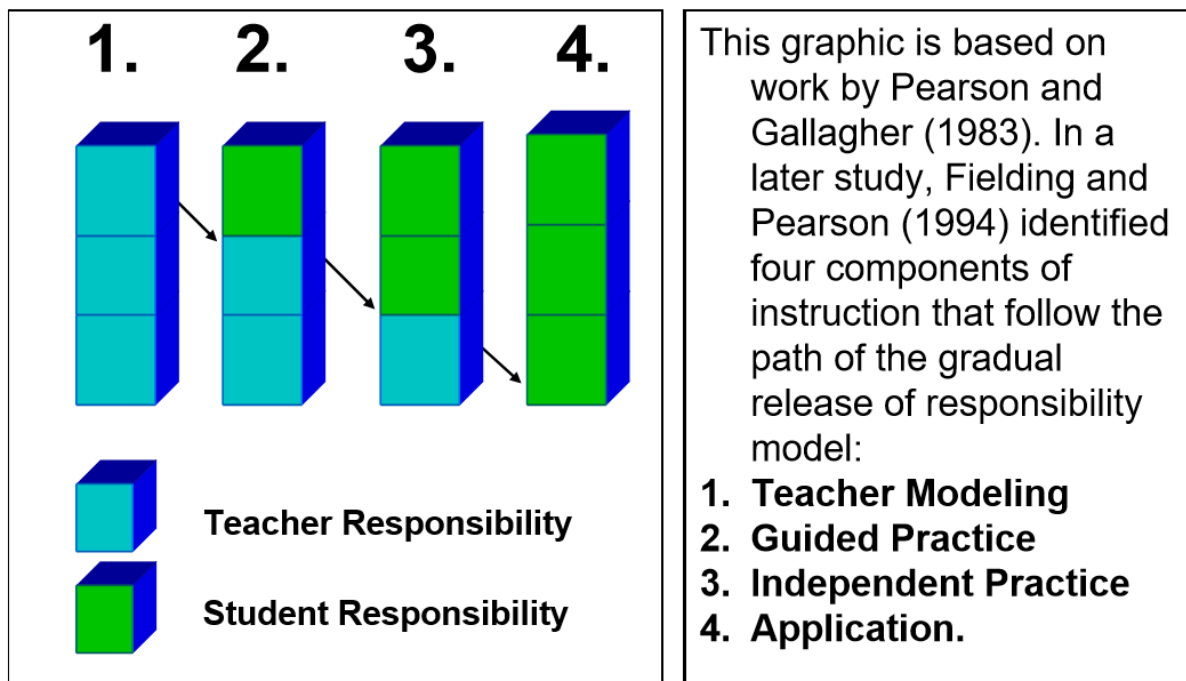 1. 2. 3. 4.
Teacher Responsibility
Student Responsibility
This graphic is based on
work by Pearson and
Gallagher (1983). In a
later study, Fielding and
Pearson (1994) identified
four components of
instruction that follow the
path of the gradual
release of responsibility
model:
1. Teacher Modeling
2. Guided Practice
3. Independent Practice
4. Application.